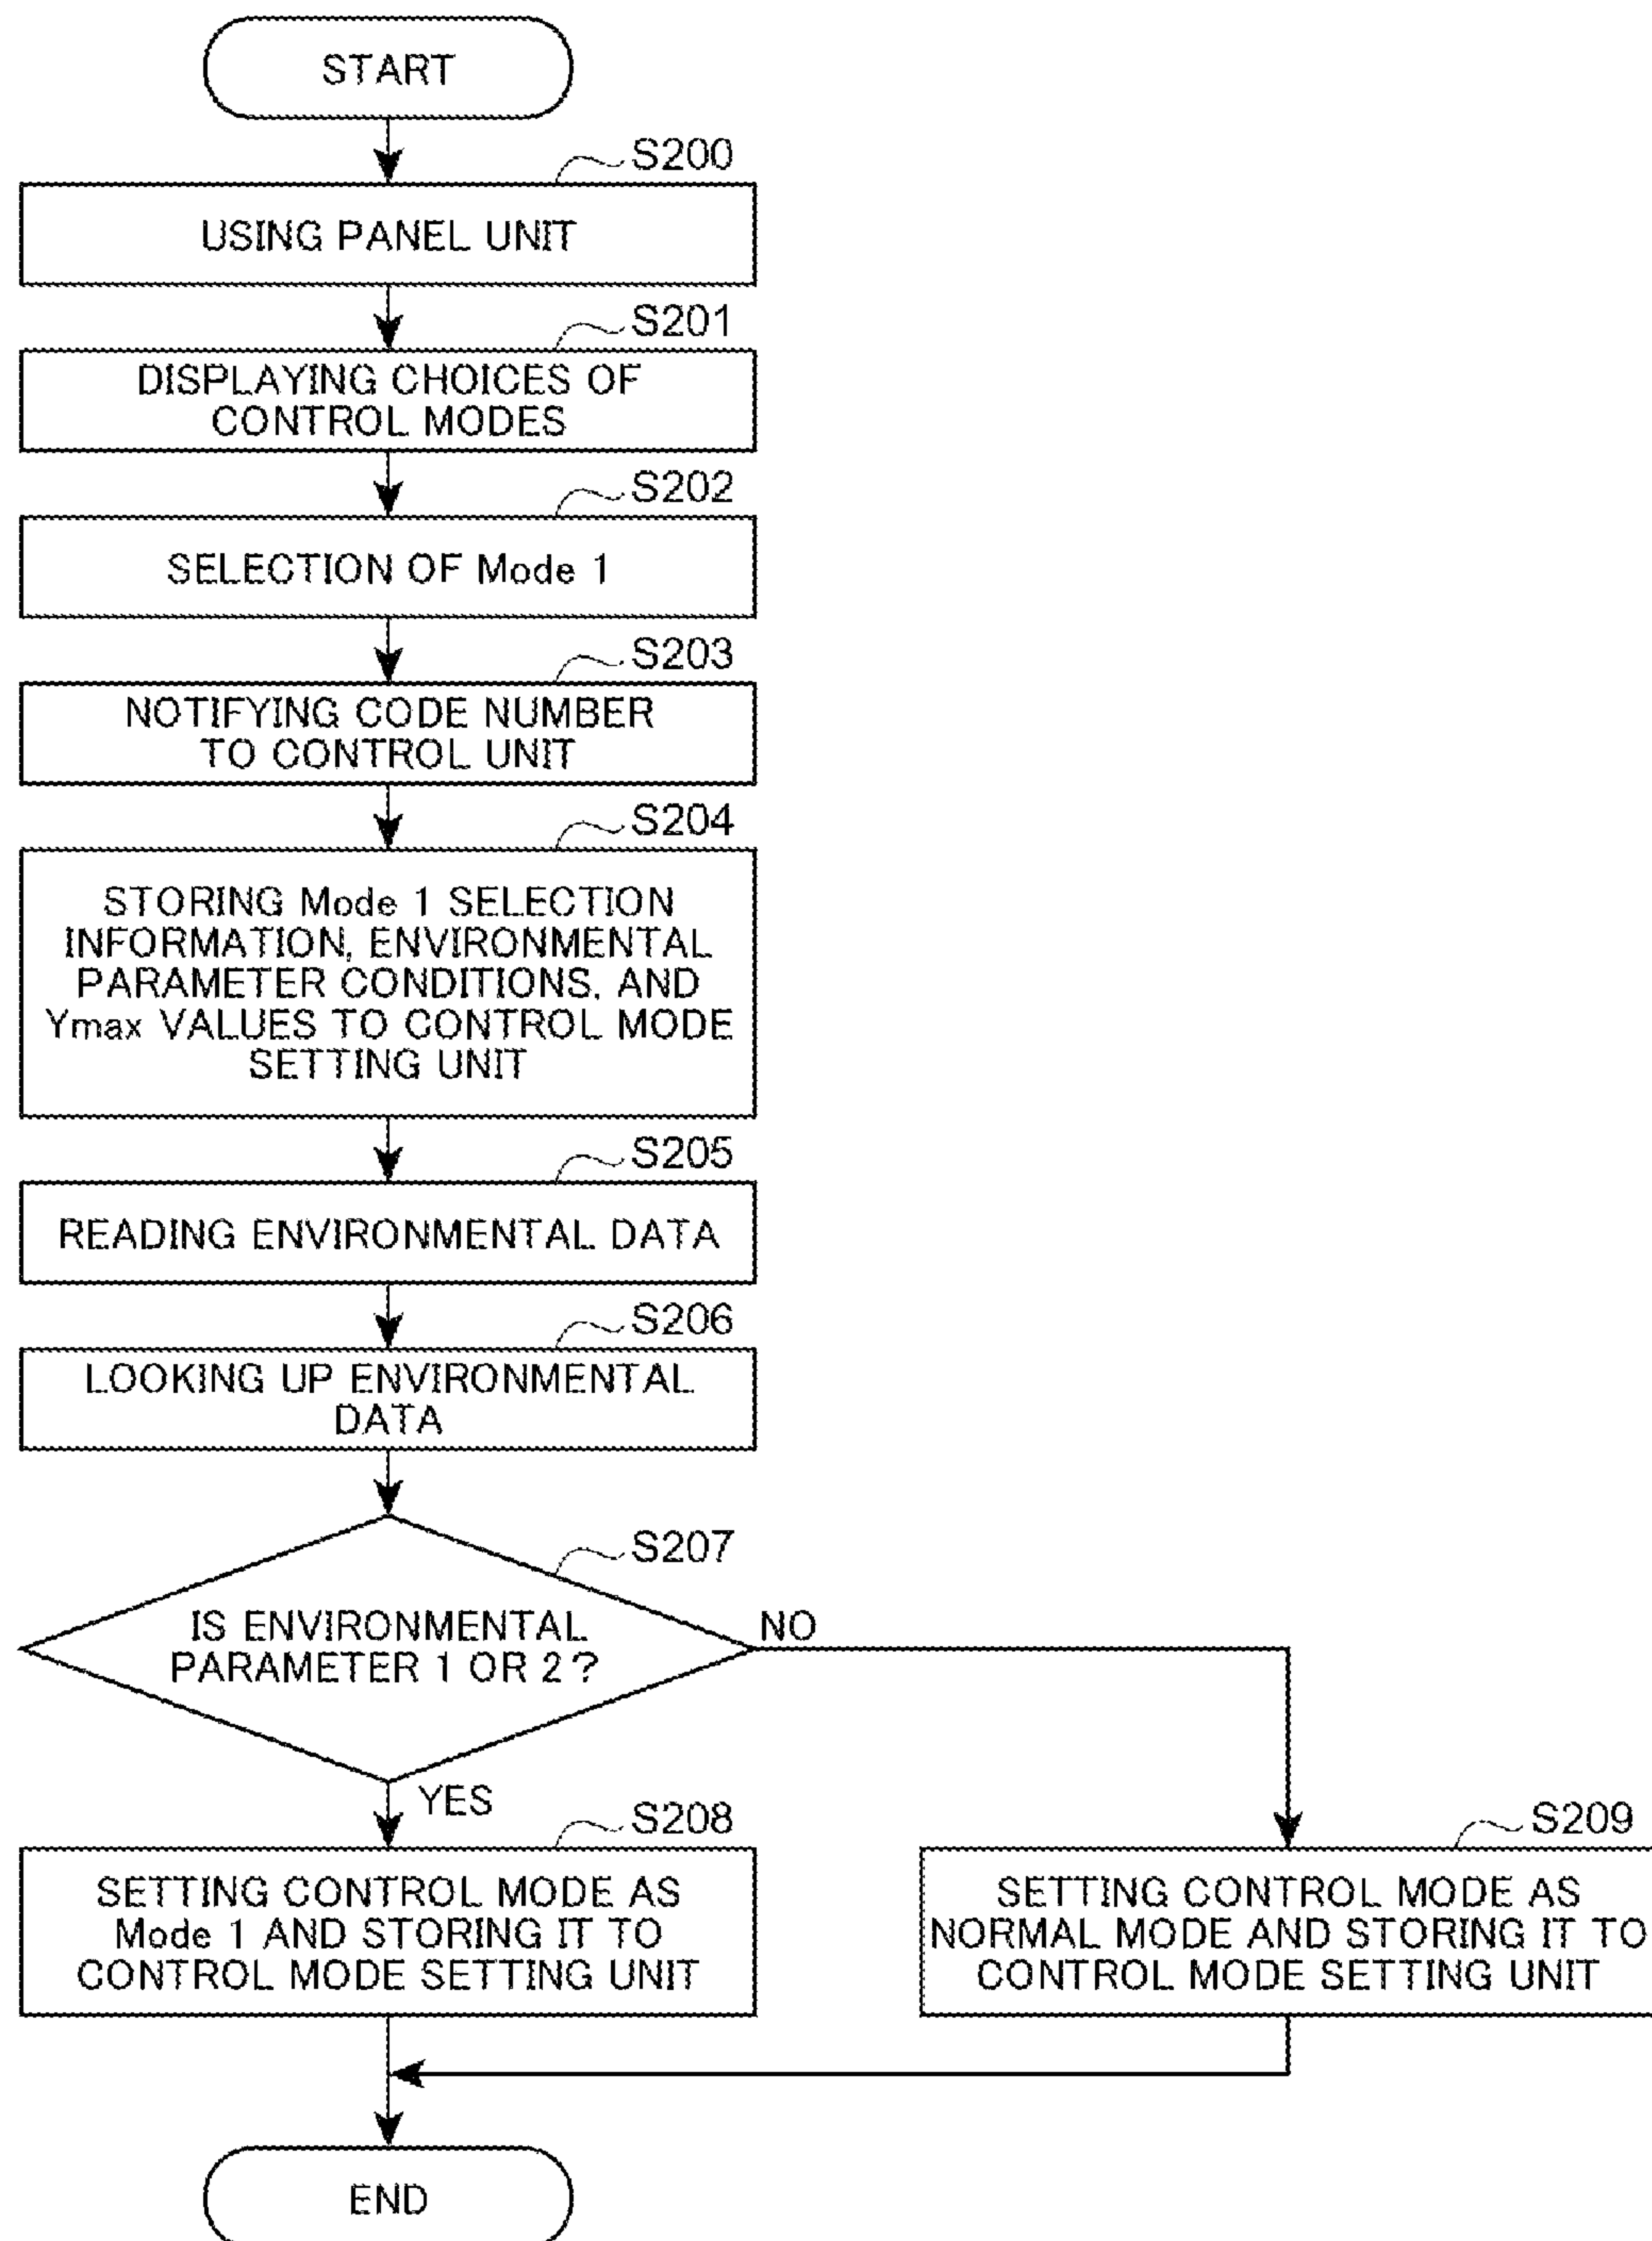 START
S200
USING PANEL UNIT
S201
DISPLAYING CHOICES OF
CONTROL MODES
S202
SELECTION OF Mode 1
S203
NOTIFYING CODE NUMBER
TO CONTROL UNIT
S204
STORING Mode 1 SELECTION
INFORMATION, ENVIRONMENTAL
PARAMETER CONDITIONS, AND
Ymax VALUES TO CONTROL MODE
SETTING UNIT
S205
READING ENVIRONMENTAL DATA
S206
LOOKING UP ENVIRONMENTAL
DATA
S207
IS ENVIRONMENTAL
PARAMETER 1 OR 2?
NO
YES
S208
SETTING CONTROL MODE AS
Mode 1 AND STORING IT TO
CONTROL MODE SETTING UNIT
S209
SETTING CONTROL MODE AS
NORMAL MODE AND STORING IT TO
CONTROL MODE SETTING UNIT
END